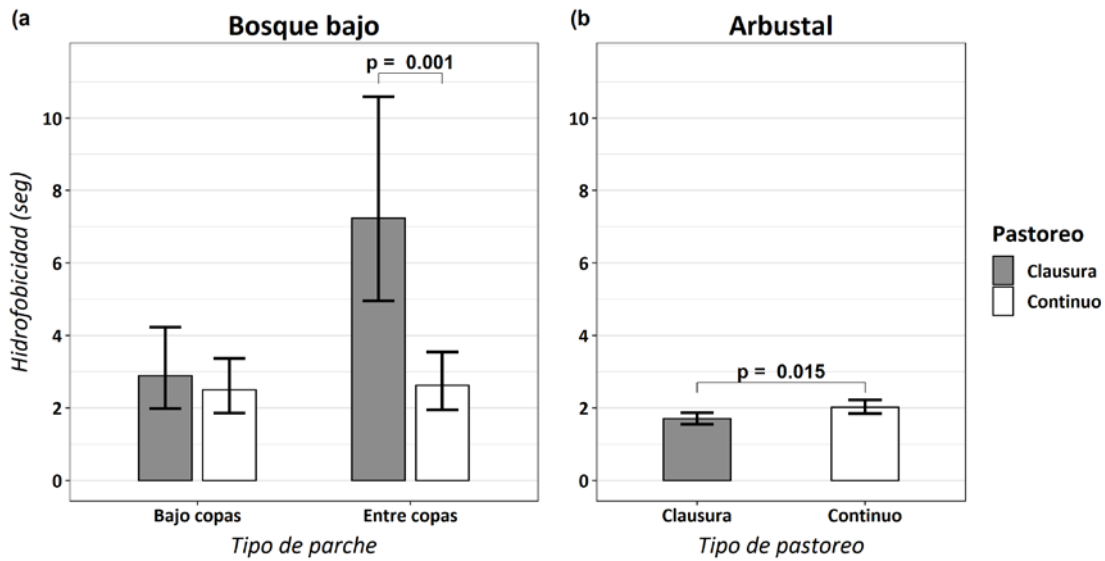 (a
Bosque bajo
(b
Arbustal
p = 0.001
p = 0.015
Hidrofobicidad (seg)
10
8
6
4
2
0
10
8
6
4
2
0
Bajo copas
Entre copas
Tipo de parche
Clausura
Continuo
Tipo de pastoreo
Pastoreo
Clausura
Continuo